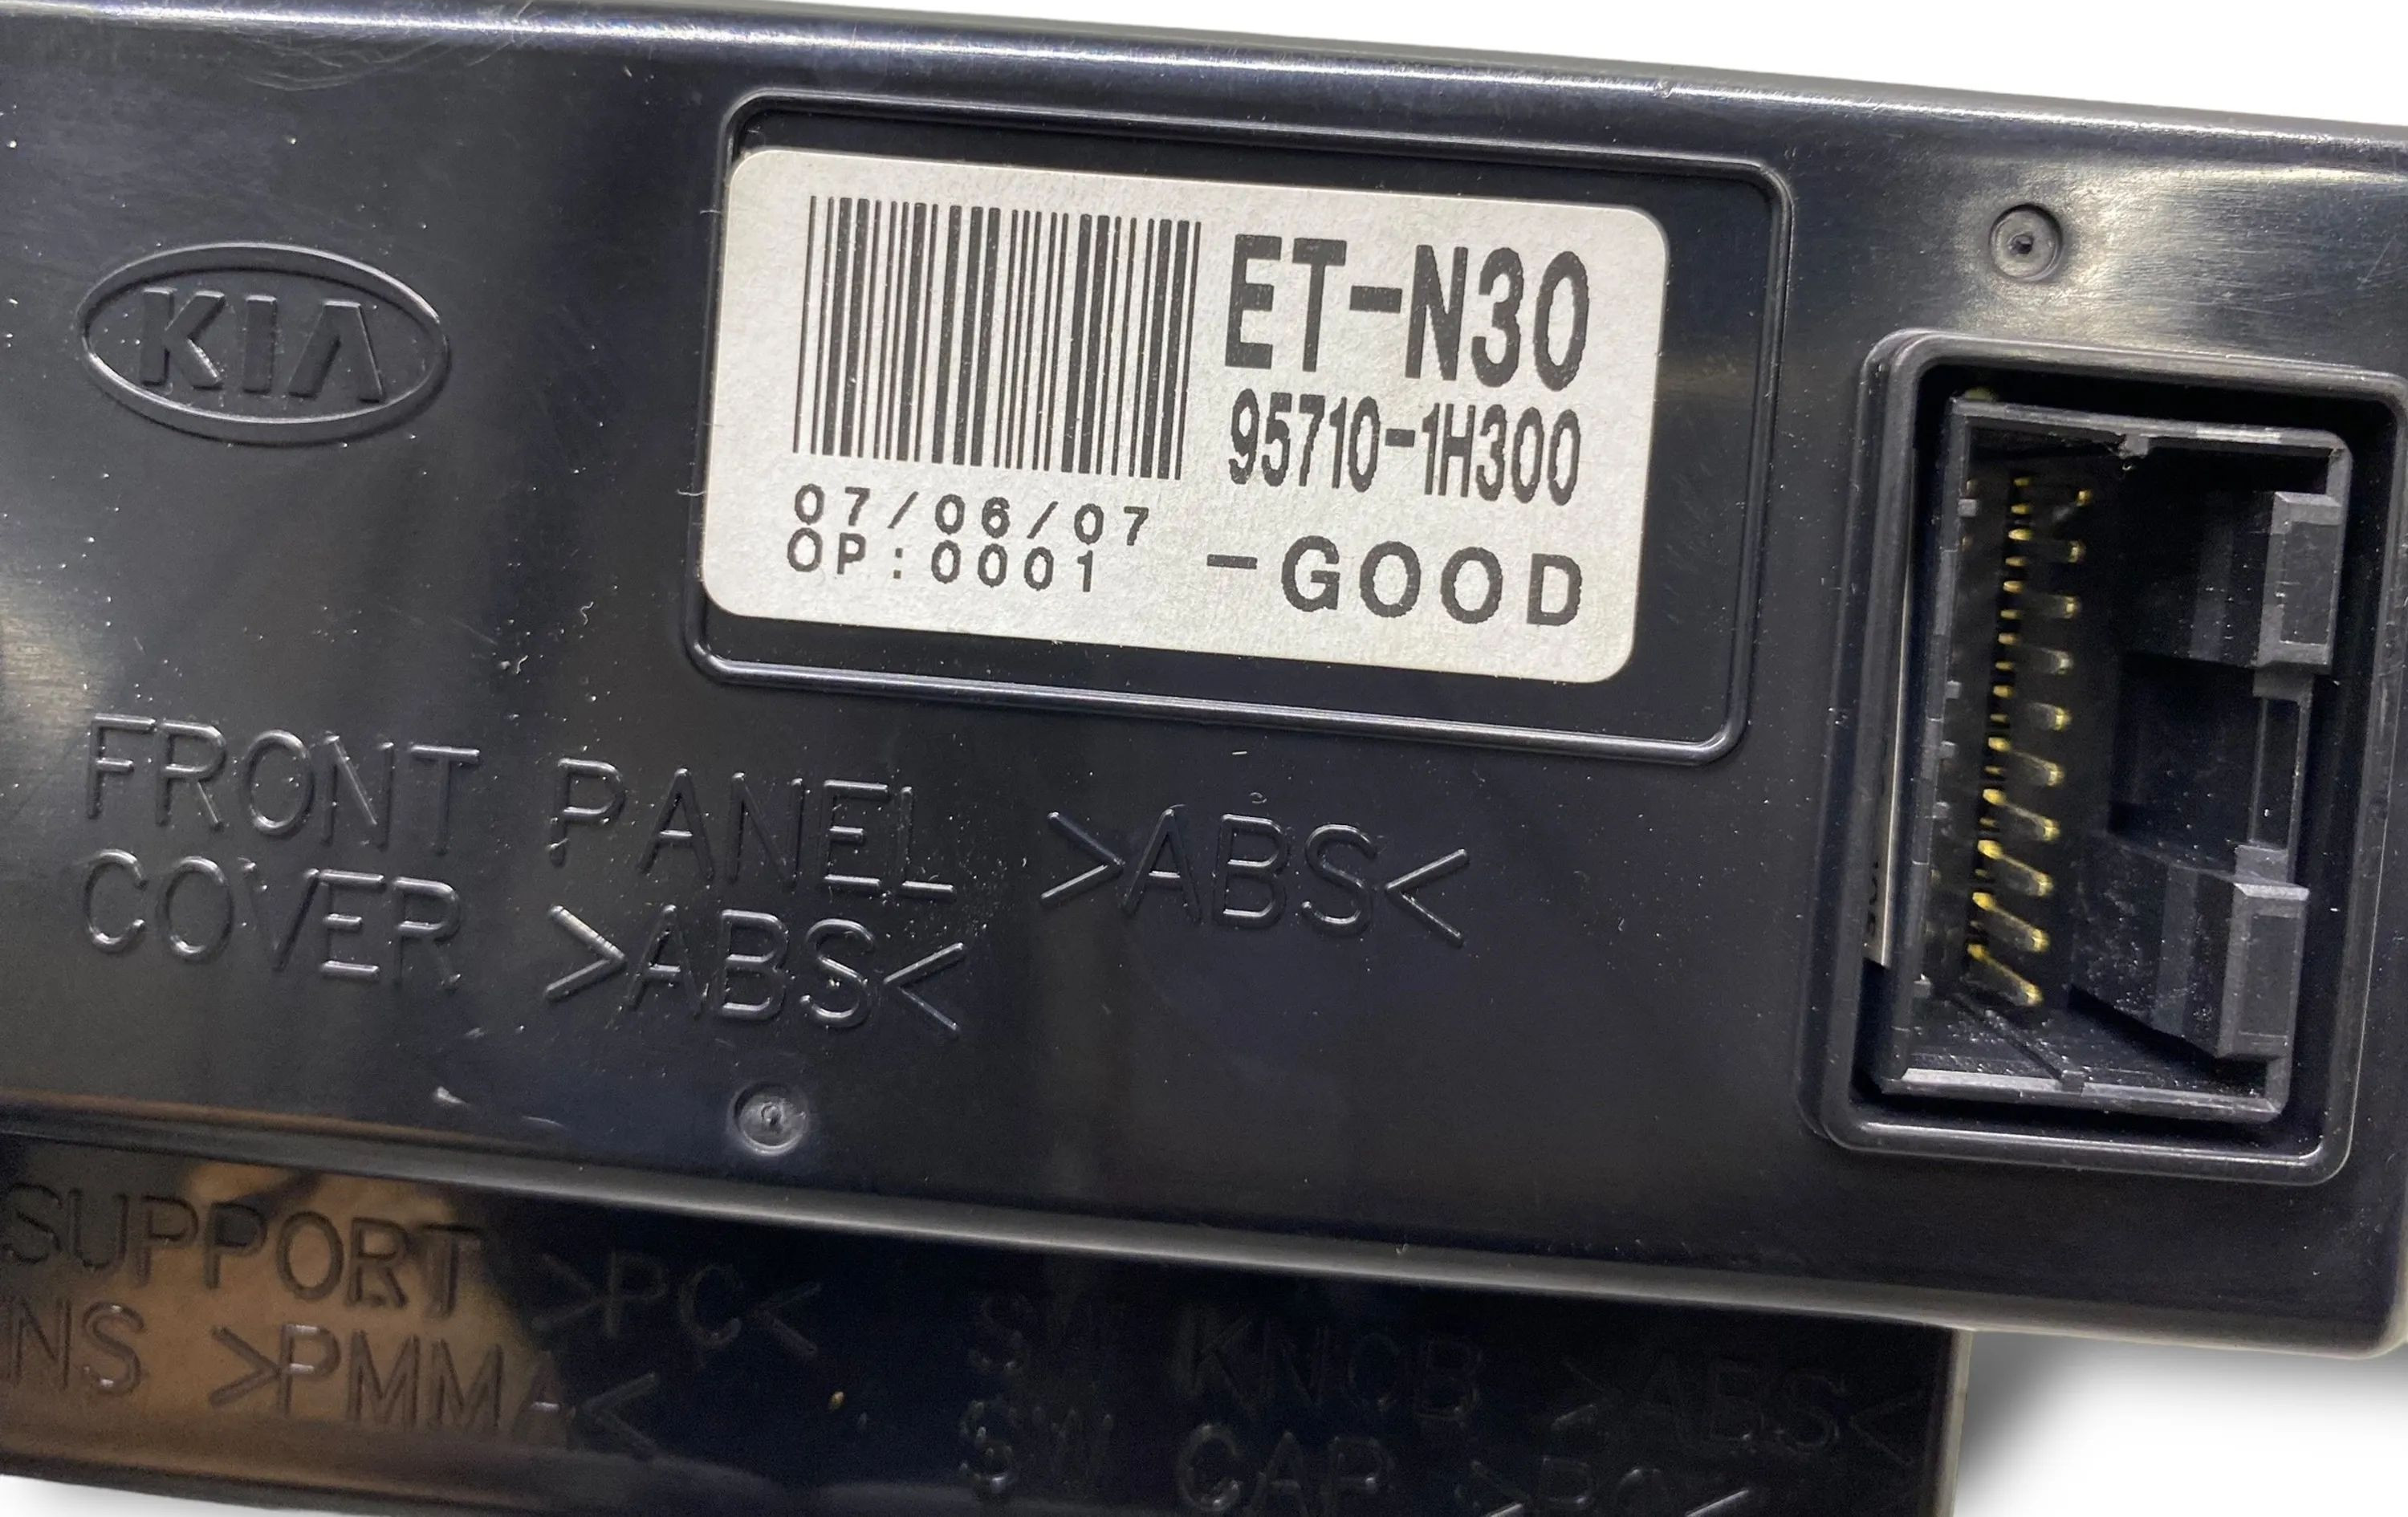 KIA
ET-N30
95710-1H300
07/06/07
OP:0001
-GOOD
FRONT PANEL >ABS<
COVER >ABS<
SUPPORT >PC<
NS >PMMA<
SW KNOB >ABS<
SW CAP >PC<